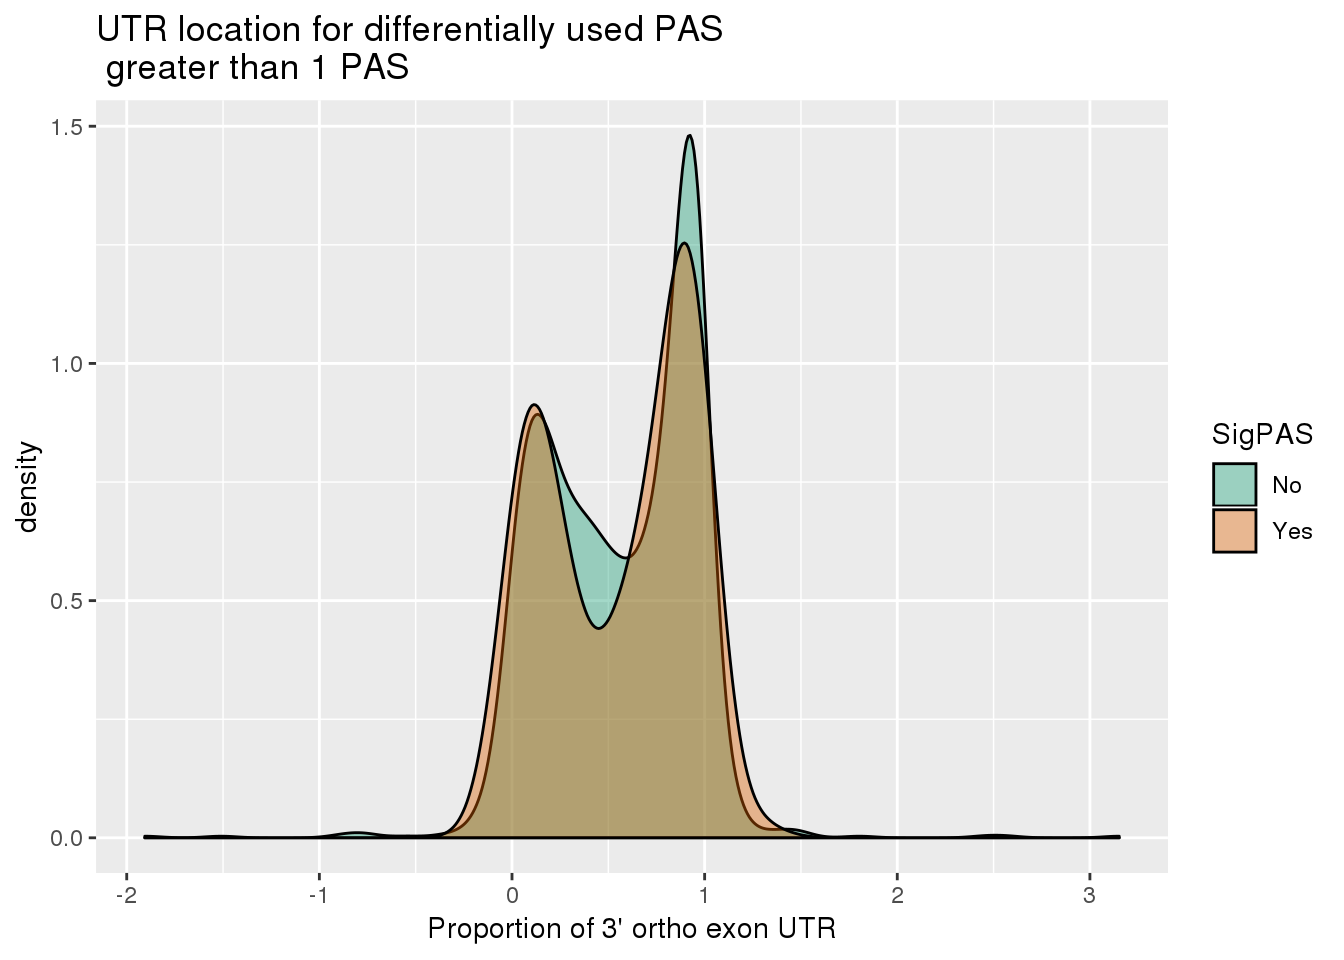 UTR location for differentially used PAS
greater than 1 PAS
1.5
1.0
0.5
0.0
density
-2 -1 0 1 2 3
Proportion of 3' ortho exon UTR
SigPAS
No
Yes